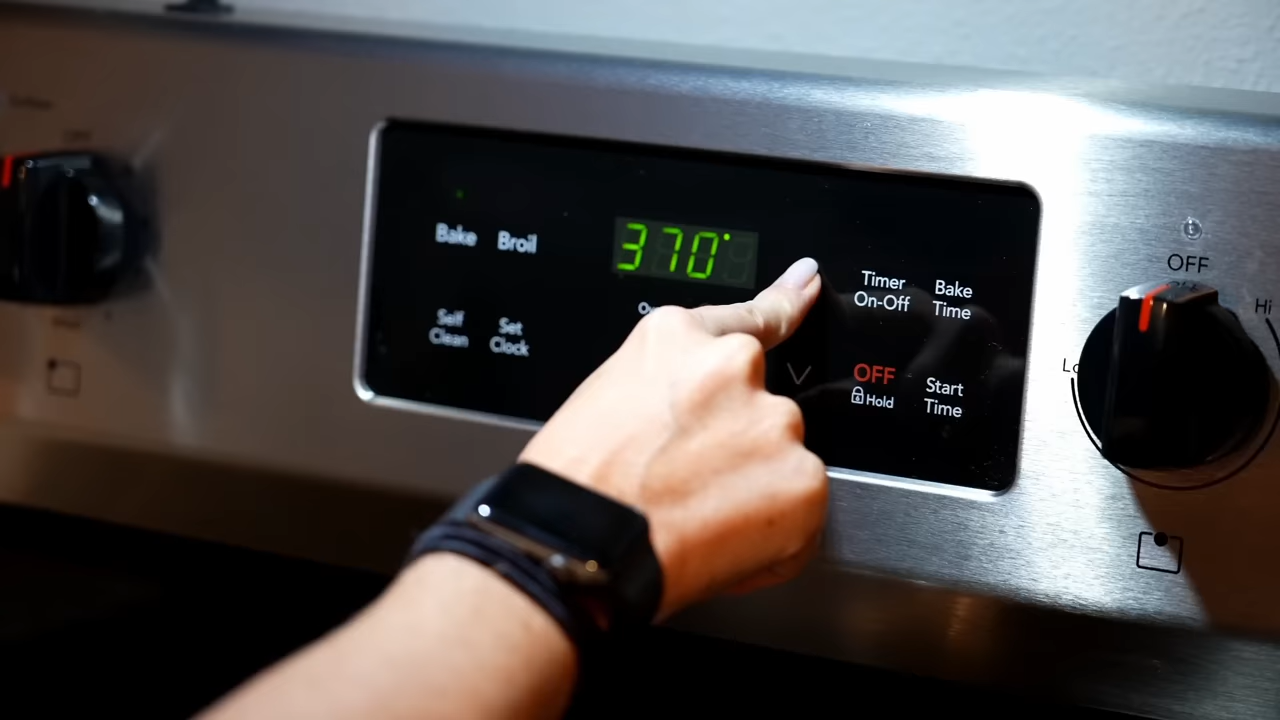 Bake Broil
370°
Timer
On-Off
Bake
Time
Self
Clean
Set
Clock
OFF
Hold
Start
Time
OFF
Hi